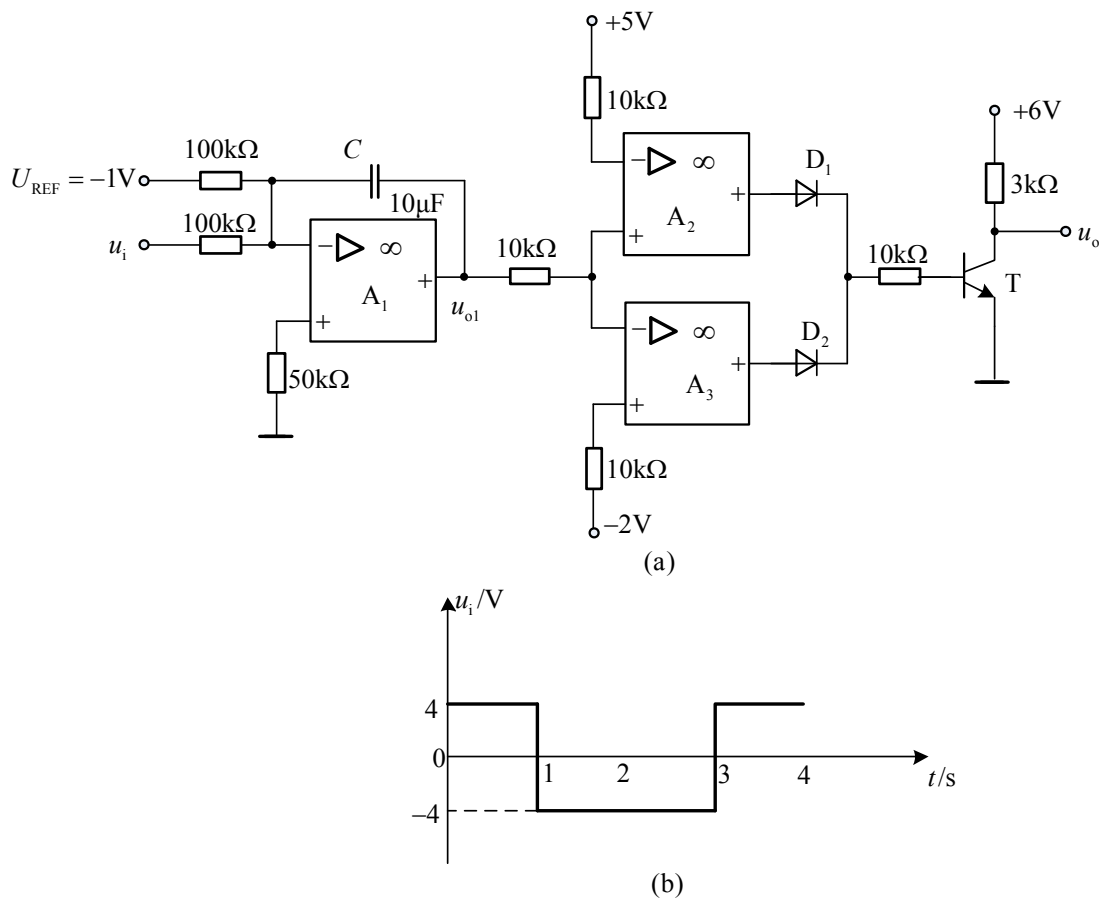 +5V
10kΩ
+6V
100kΩ
C
D₁
3kΩ
U_REF = −1V
10μF
− ▷ ∞
+
A₂
100kΩ
u_i
− ▷ ∞
+
10kΩ
+
10kΩ
u_o
A₁
T
+
u_o1
− ▷ ∞
+
D₂
50kΩ
A₃
+
10kΩ
−2V
(a)
u_i/V
4
0
1
2
3
4
t/s
−4
(b)